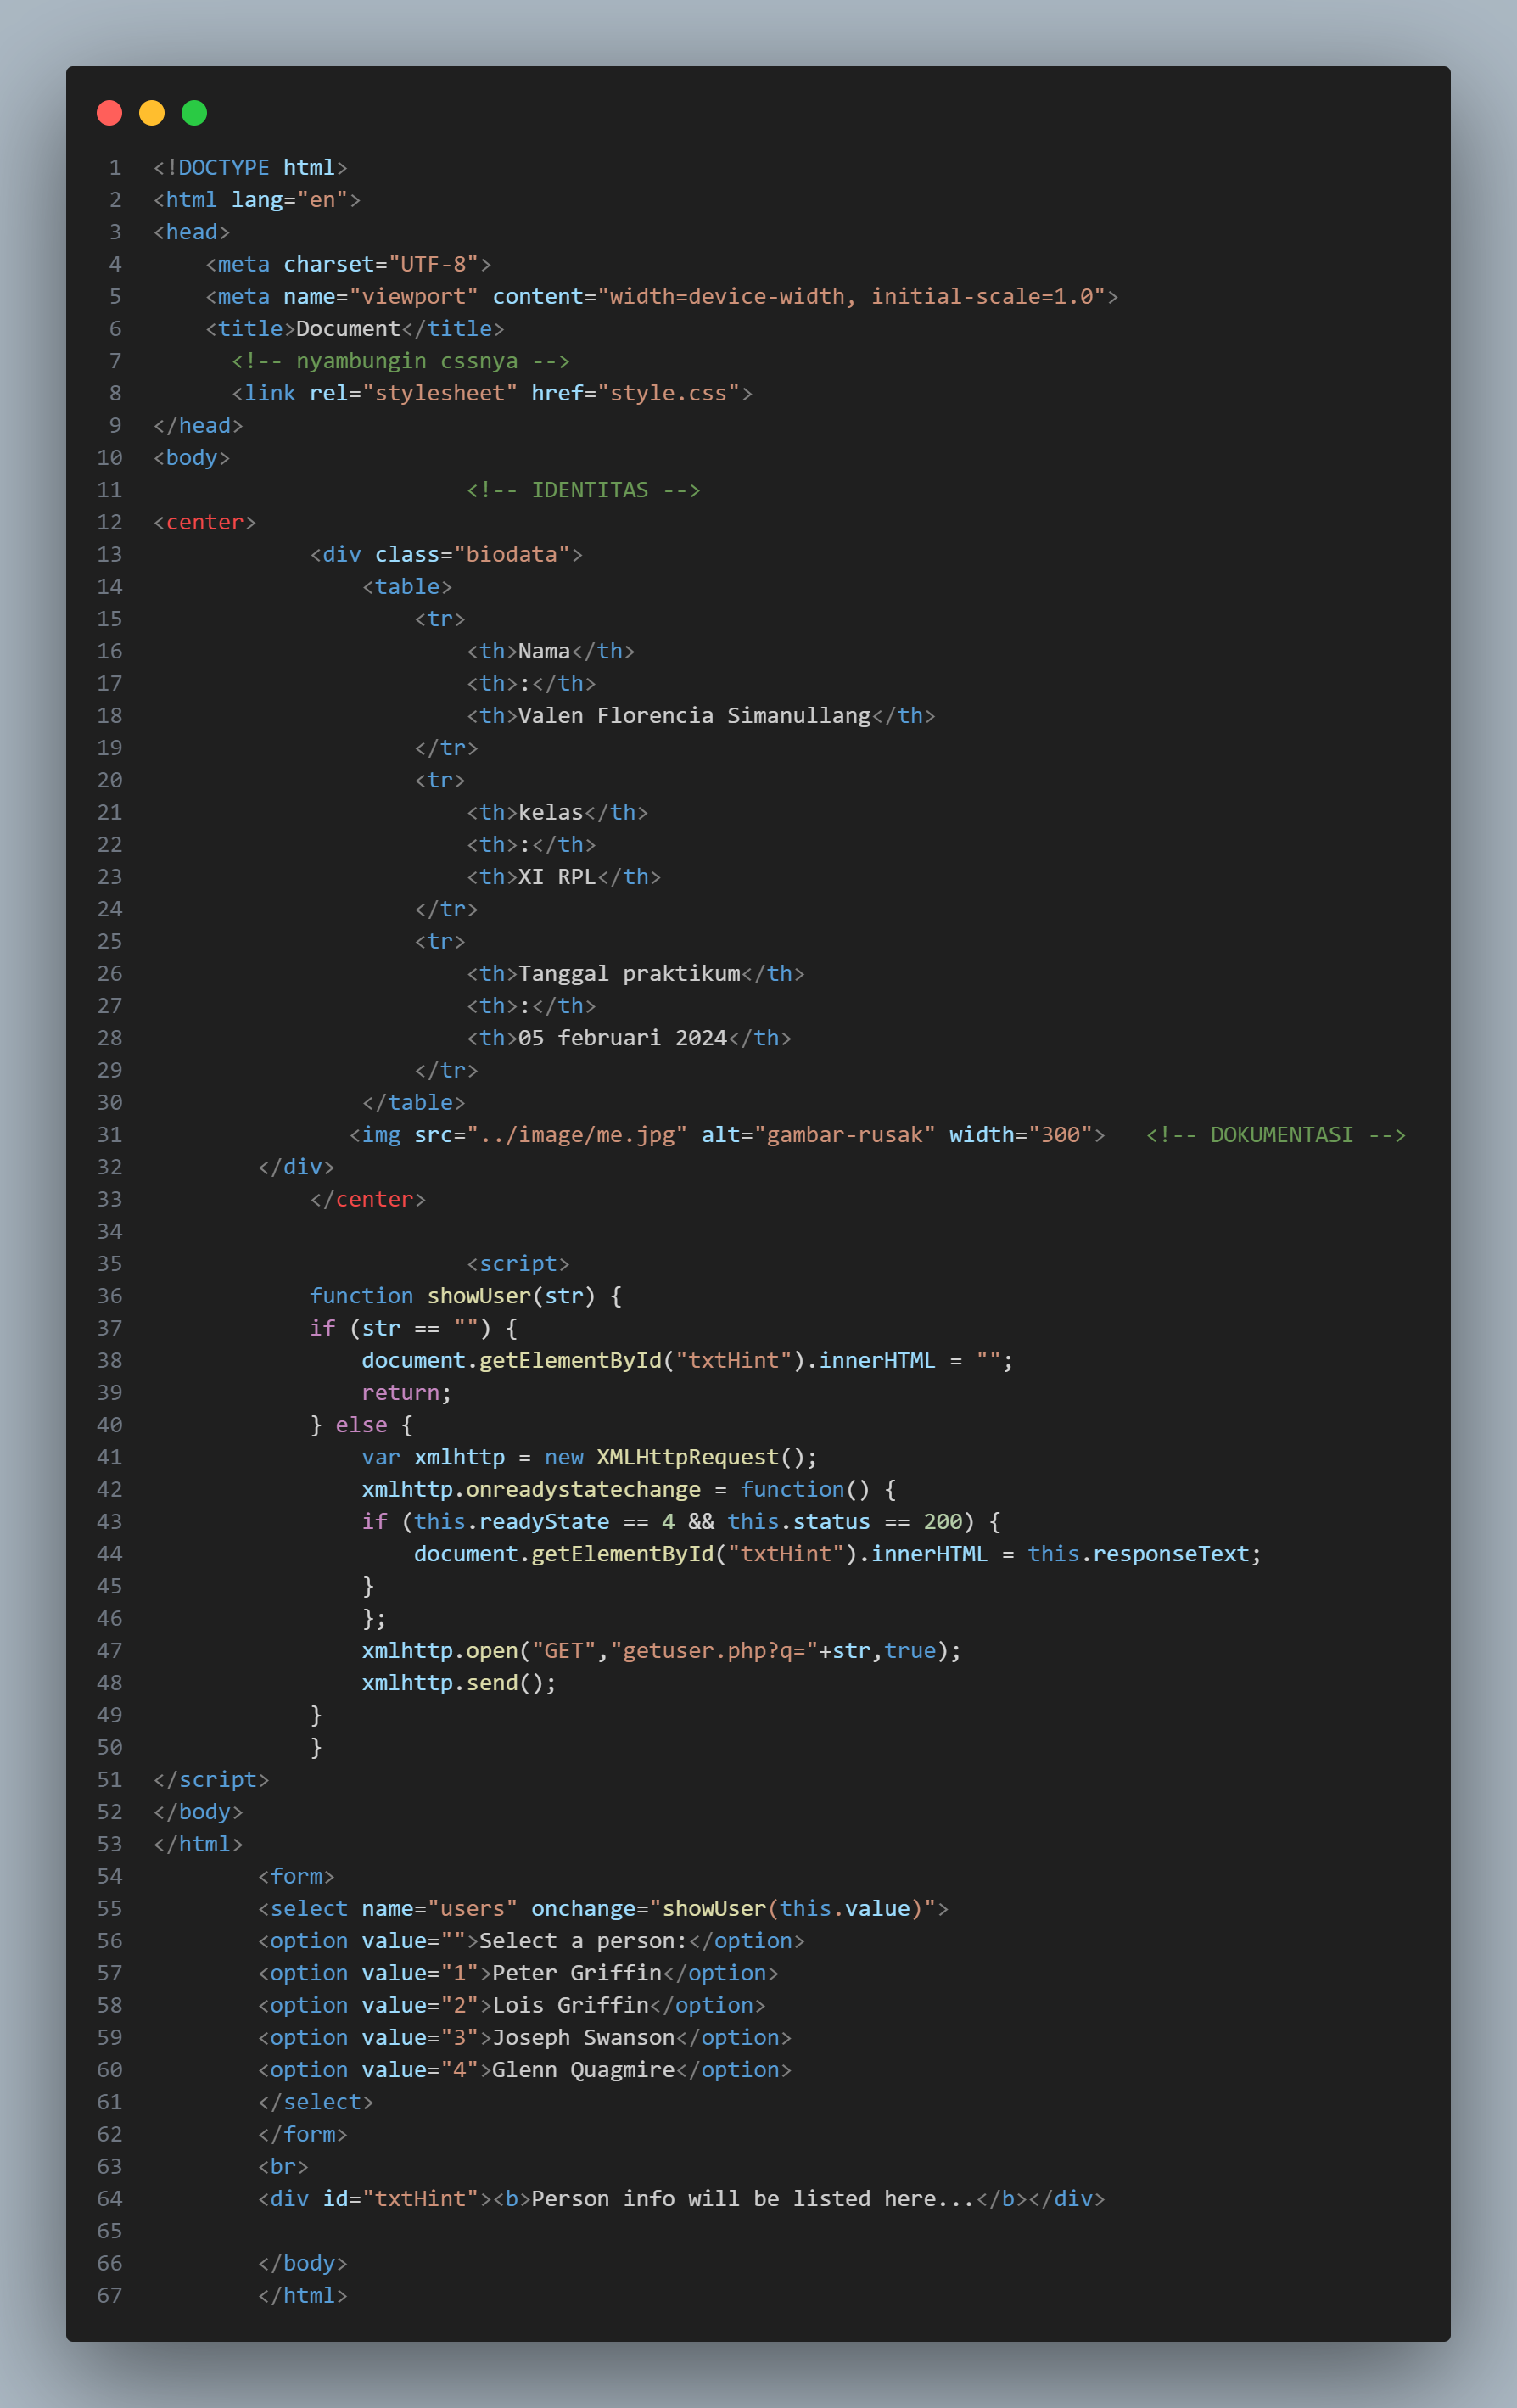 1 <!DOCTYPE html>
2 <html lang="en">
3 <head>
4     <meta charset="UTF-8">
5     <meta name="viewport" content="width=device-width, initial-scale=1.0">
6     <title>Document</title>
7       <!-- nyambungin cssnya -->
8       <link rel="stylesheet" href="style.css">
9 </head>
10 <body>
11                         <!-- IDENTITAS -->
12 <center>
13             <div class="biodata">
14                 <table>
15                     <tr>
16                         <th>Nama</th>
17                         <th>:</th>
18                         <th>Valen Florencia Simanullang</th>
19                     </tr>
20                     <tr>
21                         <th>kelas</th>
22                         <th>:</th>
23                         <th>XI RPL</th>
24                     </tr>
25                     <tr>
26                         <th>Tanggal praktikum</th>
27                         <th>:</th>
28                         <th>05 februari 2024</th>
29                     </tr>
30                 </table>
31                <img src="../image/me.jpg" alt="gambar-rusak" width="300">   <!-- DOKUMENTASI -->
32         </div>
33             </center>
34
35                         <script>
36             function showUser(str) {
37             if (str == "") {
38                 document.getElementById("txtHint").innerHTML = "";
39                 return;
40             } else {
41                 var xmlhttp = new XMLHttpRequest();
42                 xmlhttp.onreadystatechange = function() {
43                 if (this.readyState == 4 && this.status == 200) {
44                     document.getElementById("txtHint").innerHTML = this.responseText;
45                 }
46                 };
47                 xmlhttp.open("GET","getuser.php?q="+str,true);
48                 xmlhttp.send();
49             }
50             }
51 </script>
52 </body>
53 </html>
54         <form>
55         <select name="users" onchange="showUser(this.value)">
56         <option value="">Select a person:</option>
57         <option value="1">Peter Griffin</option>
58         <option value="2">Lois Griffin</option>
59         <option value="3">Joseph Swanson</option>
60         <option value="4">Glenn Quagmire</option>
61         </select>
62         </form>
63         <br>
64         <div id="txtHint"><b>Person info will be listed here...</b></div>
65
66         </body>
67         </html>